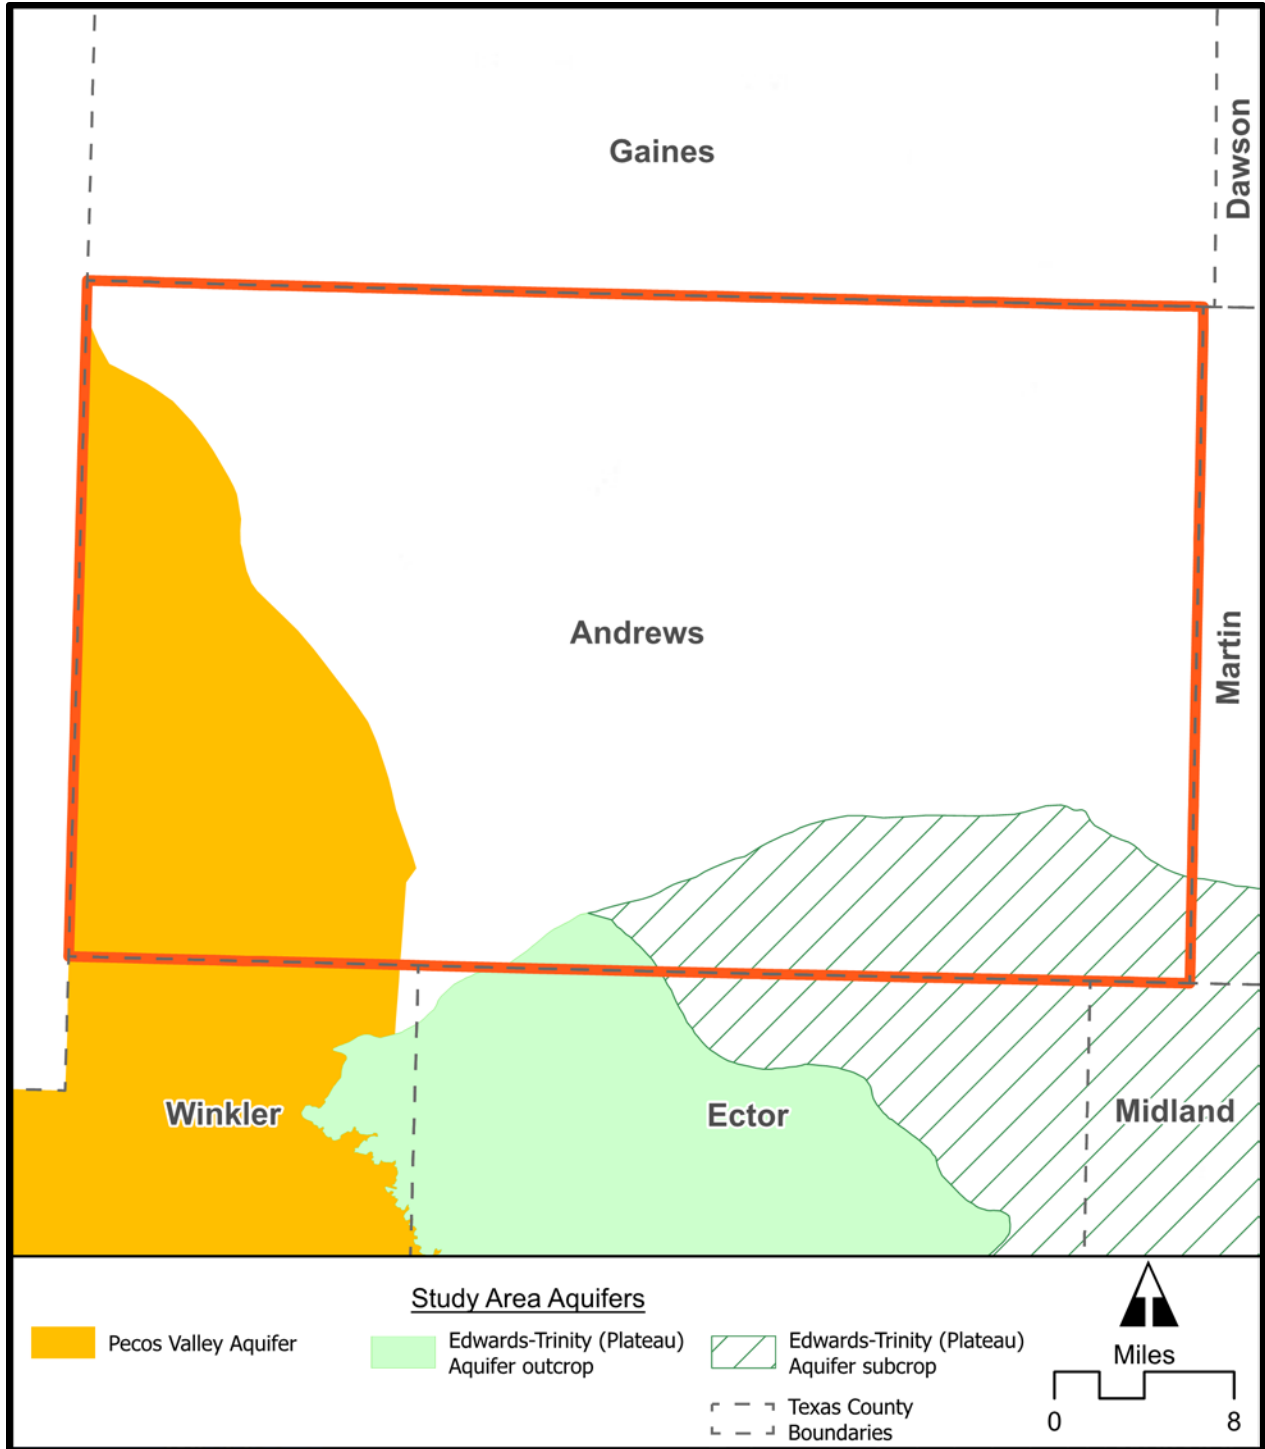 Gaines
Dawson
Andrews
Martin
Winkler
Ector
Midland
Study Area Aquifers
Pecos Valley Aquifer
Edwards-Trinity (Plateau)
Aquifer outcrop
Edwards-Trinity (Plateau)
Aquifer subcrop
Texas County
Boundaries
Miles
0 8